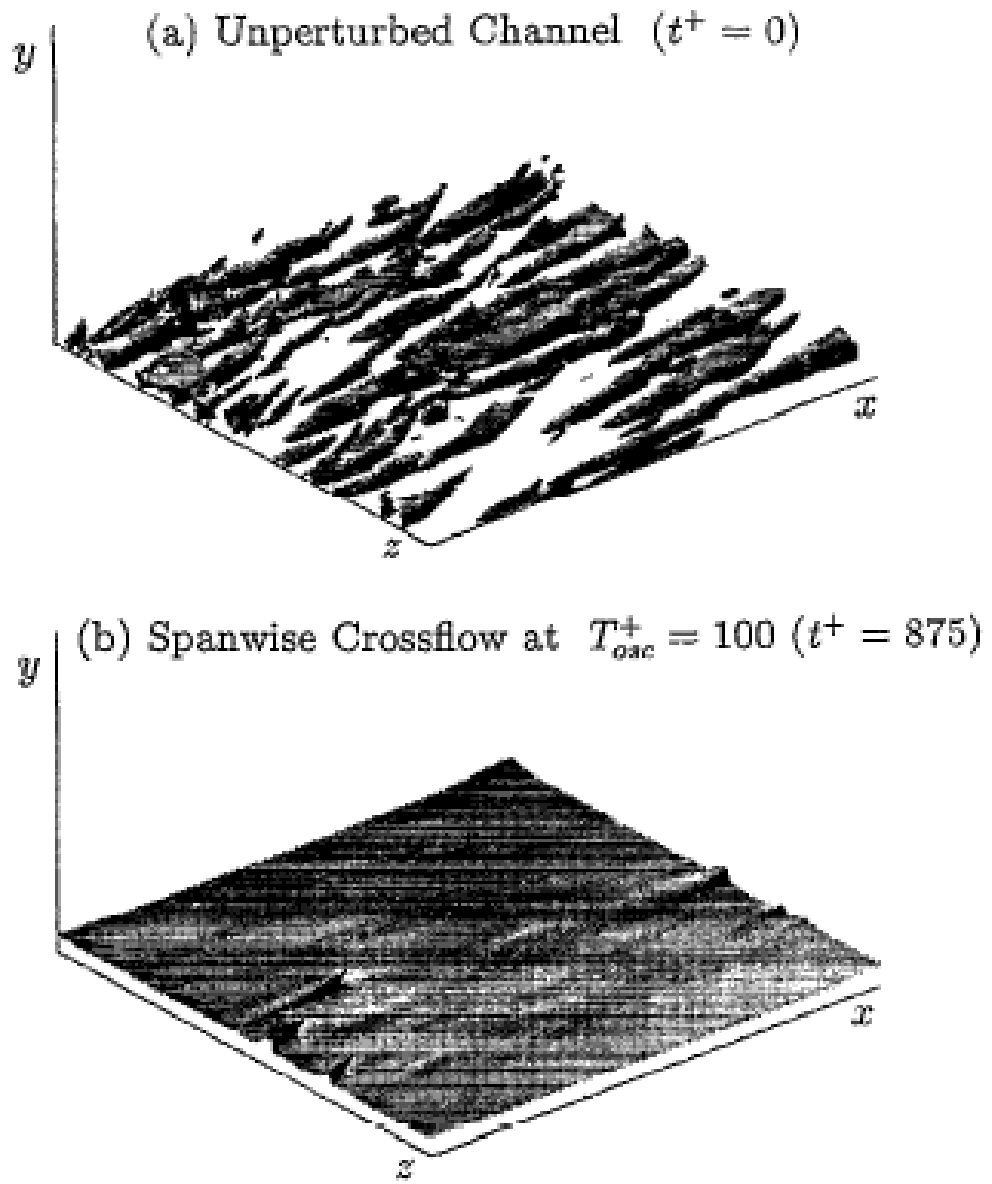 (a) Unperturbed Channel (t⁺ = 0)
y
x
z
(b) Spanwise Crossflow at T⁺osc = 100 (t⁺ = 875)
y
x
z